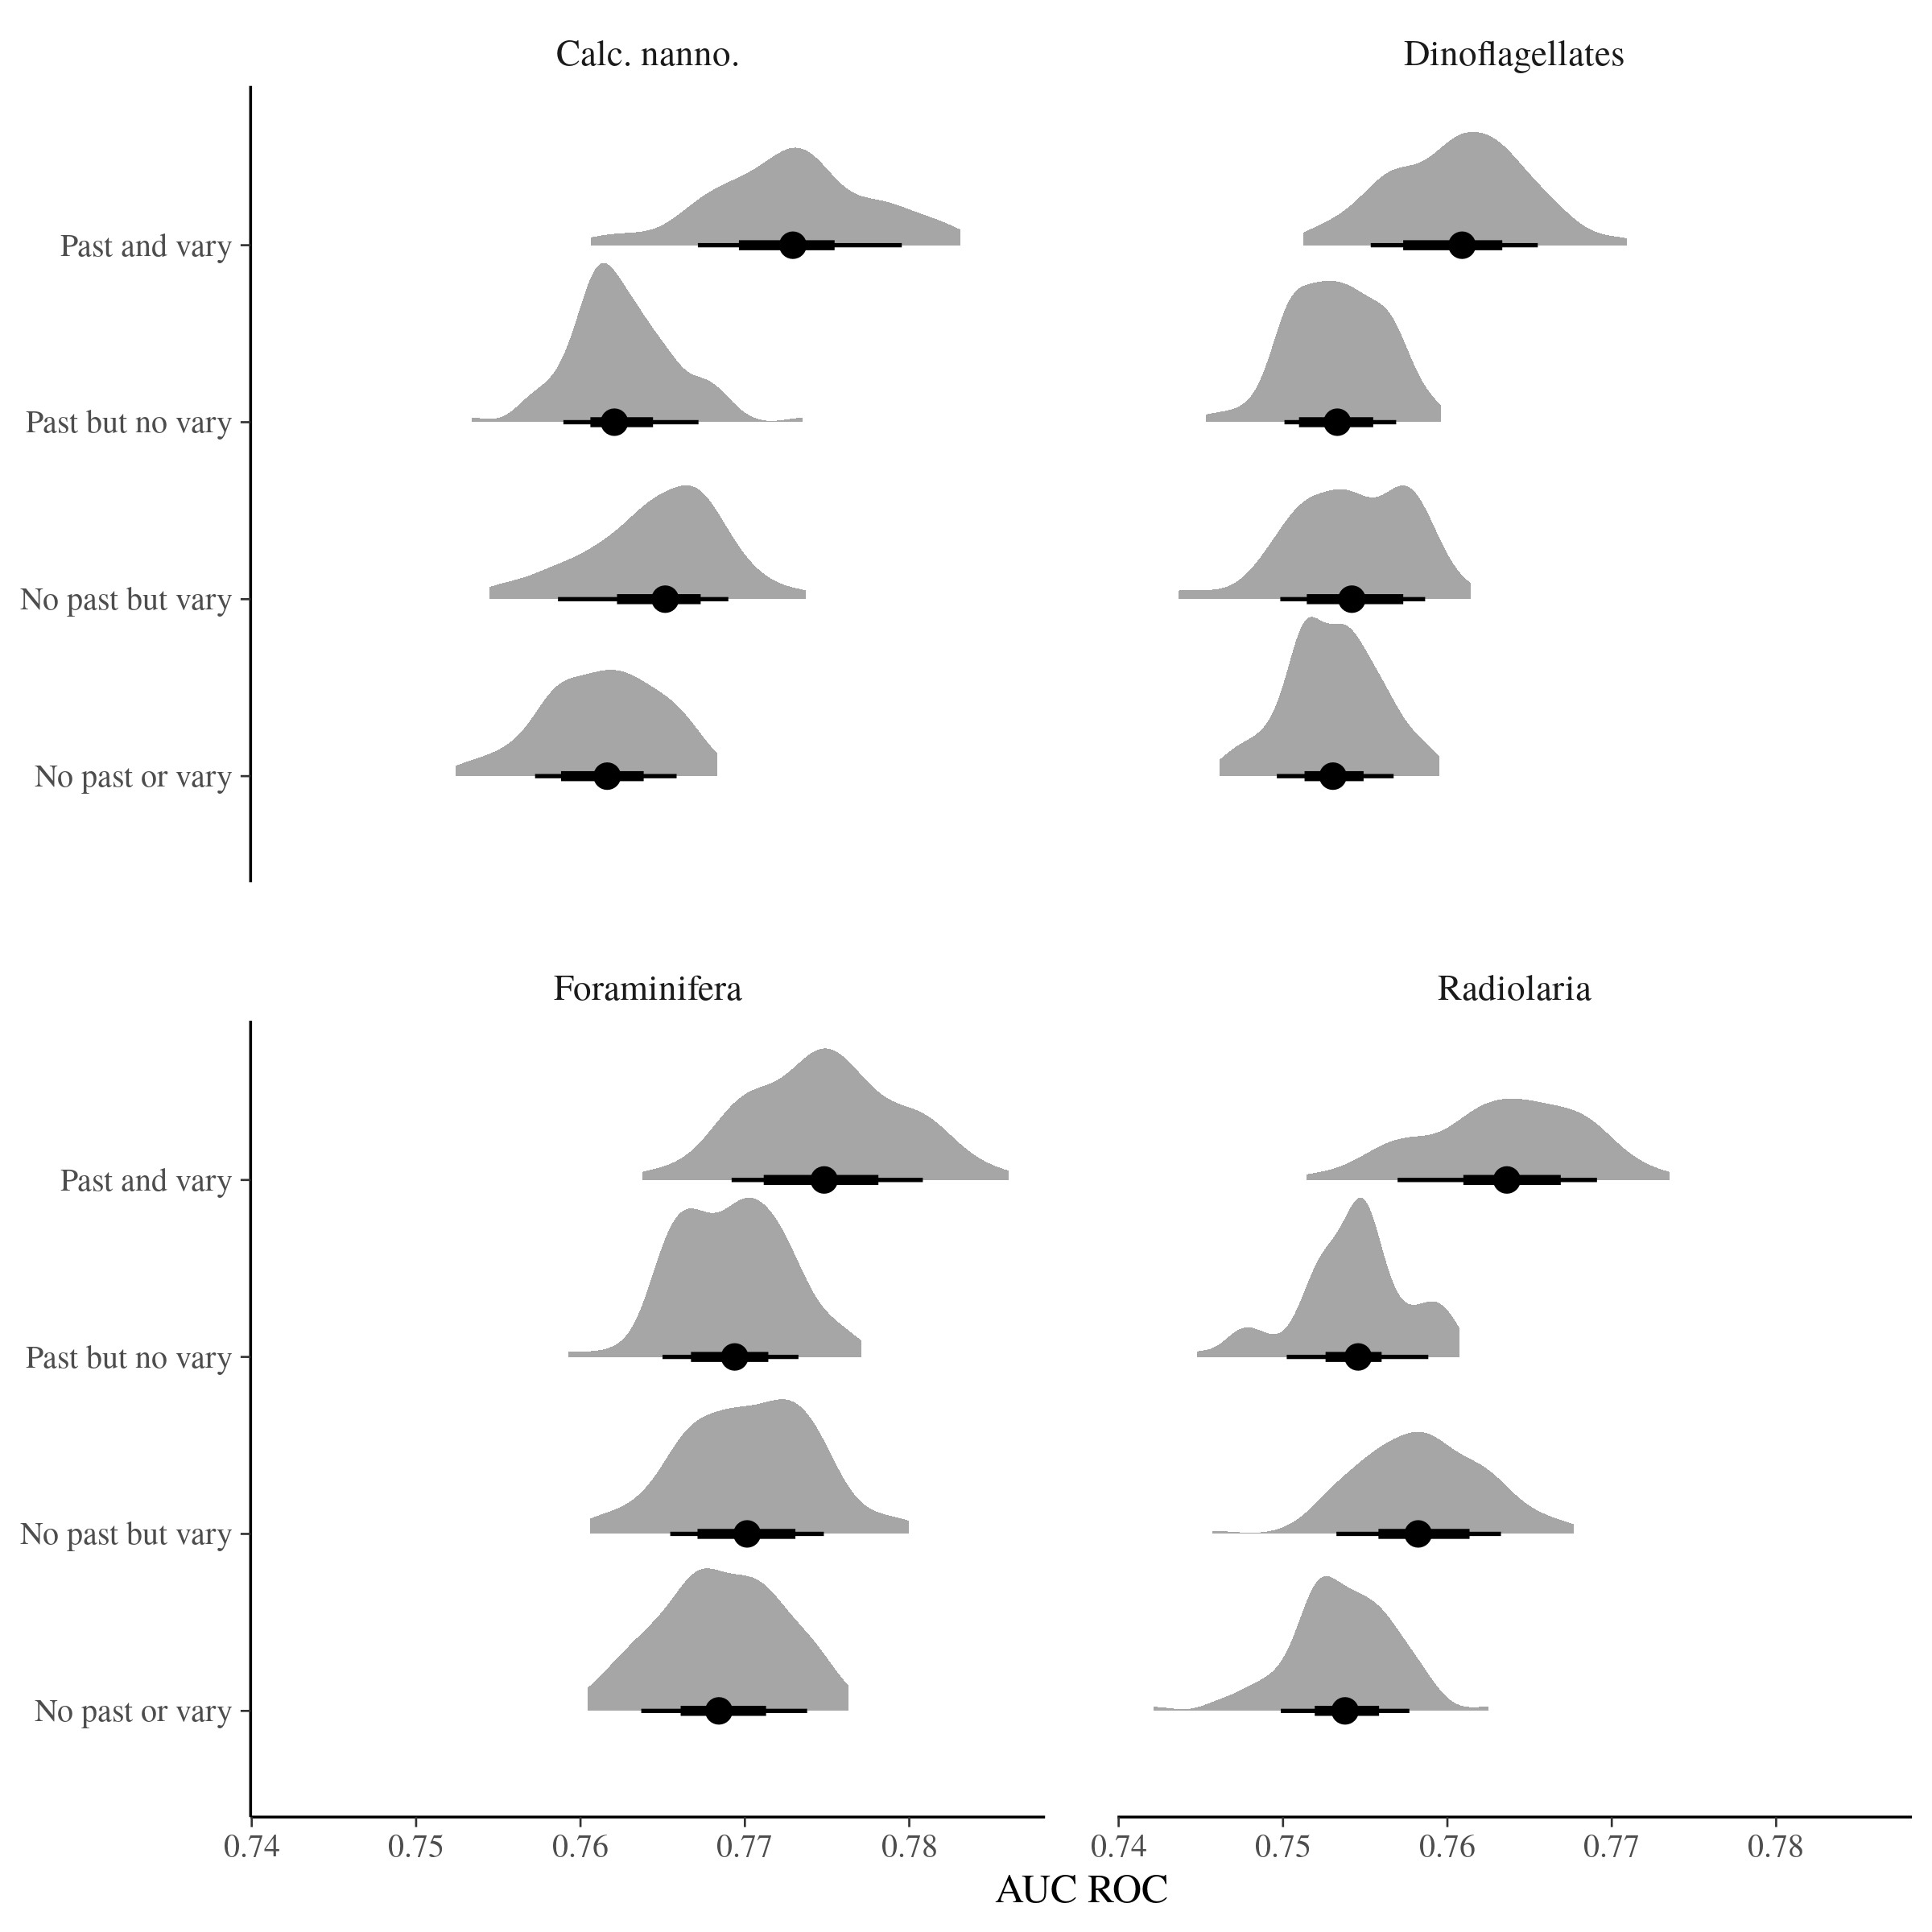 Calc. nanno.
Dinoflagellates
Past and vary
Past but no vary
No past but vary
No past or vary
Foraminifera
Radiolaria
Past and vary
Past but no vary
No past but vary
No past or vary
0.74 0.75 0.76 0.77 0.78 0.74 0.75 0.76 0.77 0.78
AUC ROC